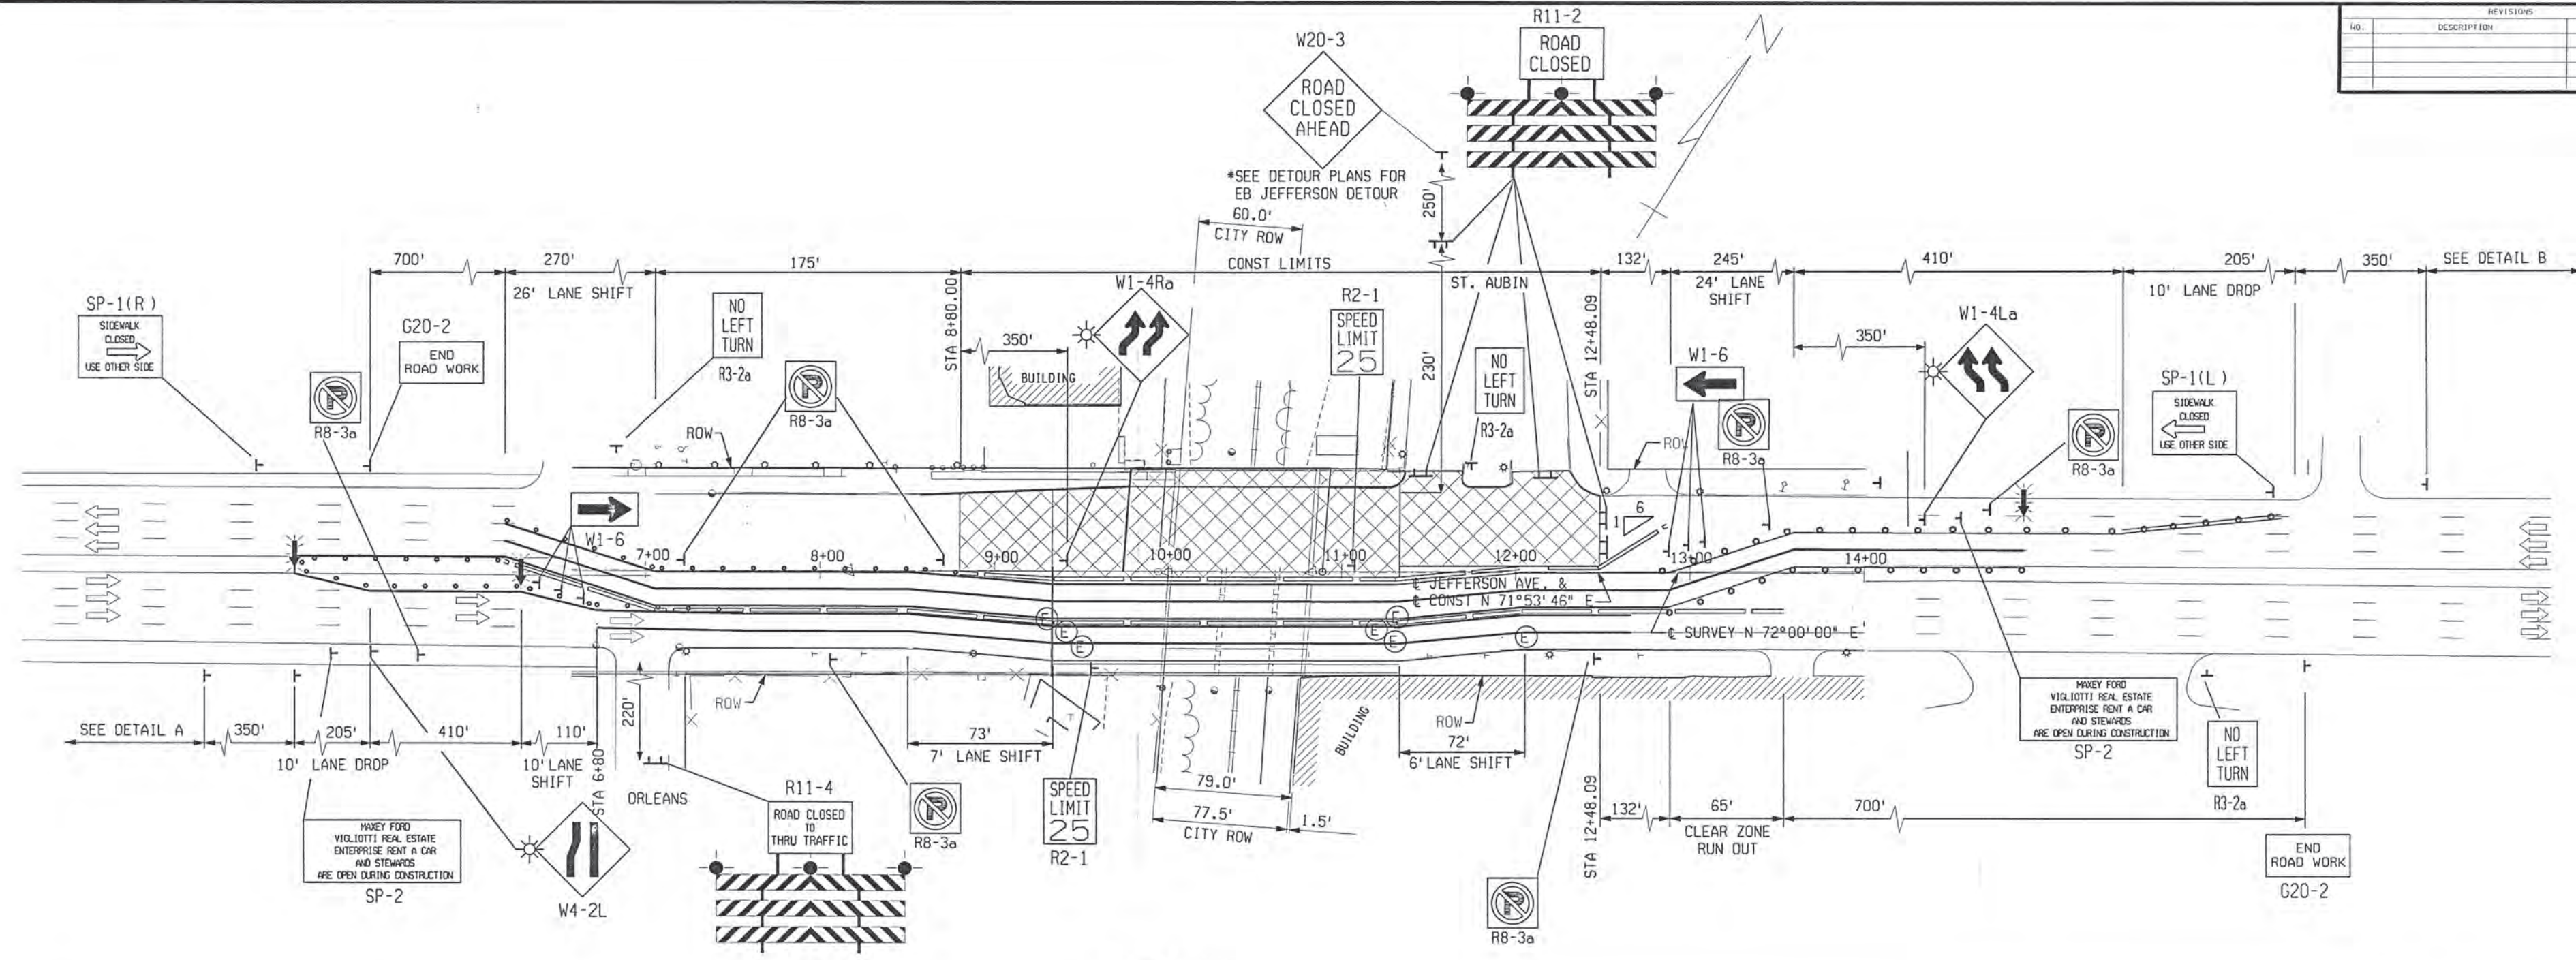 REVISIONS
NO. DESCRIPTION
R11-2
ROAD
CLOSED
W20-3
ROAD
CLOSED
AHEAD
*SEE DETOUR PLANS FOR
EB JEFFERSON DETOUR
250'
60.0'
CITY ROW
700'
270'
26' LANE SHIFT
175'
CONST LIMITS
ST. AUBIN
132'
245'
24' LANE
SHIFT
410'
205'
10' LANE DROP
350'
SEE DETAIL B
SP-1(R)
SIDEWALK
CLOSED
USE OTHER SIDE
G20-2
END
ROAD WORK
R8-3a
NO
LEFT
TURN
R3-2a
R8-3a
STA 8+80.00
350'
W1-4Ra
BUILDING
R2-1
SPEED
LIMIT
25
230'
NO
LEFT
TURN
R3-2a
STA 12+48.09
W1-6
R8-3a
350'
W1-4La
R8-3a
SP-1(L)
SIDEWALK
CLOSED
USE OTHER SIDE
ROW
ROW
W1-6
1
6
7+00
8+00
9+00
10+00
11+00
12+00
13+00
14+00
℄ JEFFERSON AVE. &
℄ CONST N 71°53'46" E
℄ SURVEY N 72°00'00" E
E
E
E
E
E
E
E
SEE DETAIL A
350'
205'
10' LANE DROP
410'
110'
10' LANE
SHIFT
STA 6+80
220'
ORLEANS
ROW
73'
7' LANE SHIFT
79.0'
77.5'
CITY ROW
1.5'
BUILDING
ROW
72'
6' LANE SHIFT
STA 12+48.09
132'
65'
CLEAR ZONE
RUN OUT
700'
MAXEY FORD
VIGLIOTTI REAL ESTATE
ENTERPRISE RENT A CAR
AND STEWARDS
ARE OPEN DURING CONSTRUCTION
SP-2
W4-2L
R11-4
ROAD CLOSED
TO
THRU TRAFFIC
R8-3a
SPEED
LIMIT
25
R2-1
R8-3a
MAXEY FORD
VIGLIOTTI REAL ESTATE
ENTERPRISE RENT A CAR
AND STEWARDS
ARE OPEN DURING CONSTRUCTION
SP-2
NO
LEFT
TURN
R3-2a
END
ROAD WORK
G20-2